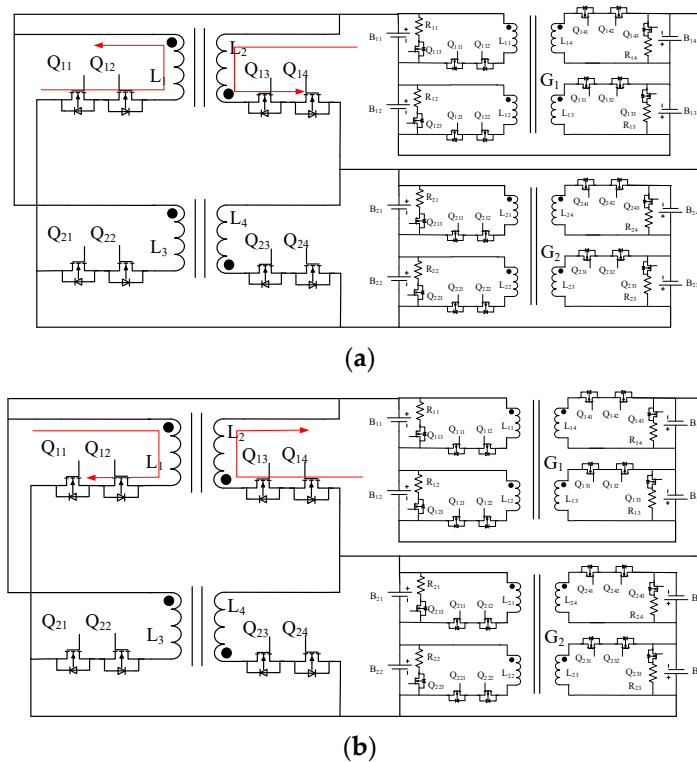 Q11 Q12 L1 L2 Q13 Q14
Q21 Q22 L3 L4 Q23 Q24
B11 R11 Q113 Q111 Q112 L11 L14 Q141 Q142 Q143 R14 B14
G1
B12 R12 Q123 Q121 Q122 L12 L13 Q131 Q132 Q133 R13 B13
B21 R21 Q213 Q211 Q212 L21 L24 Q241 Q242 Q243 R24
G2
B22 R22 Q223 Q221 Q222 L22 L23 Q231 Q232 Q233 R23
(a)
Q11 Q12 L1 L2 Q13 Q14
Q21 Q22 L3 L4 Q23 Q24
B11 R11 Q113 Q111 Q112 L11 L14 Q141 Q142 Q143 R14
G1
B12 R12 Q123 Q121 Q122 L12 L13 Q131 Q132 Q133 R13
B21 R21 Q213 Q211 Q212 L21 L24 Q241 Q242 Q243 R24
G2
B22 R22 Q223 Q221 Q222 L22 L23 Q231 Q232 Q233 R23
(b)